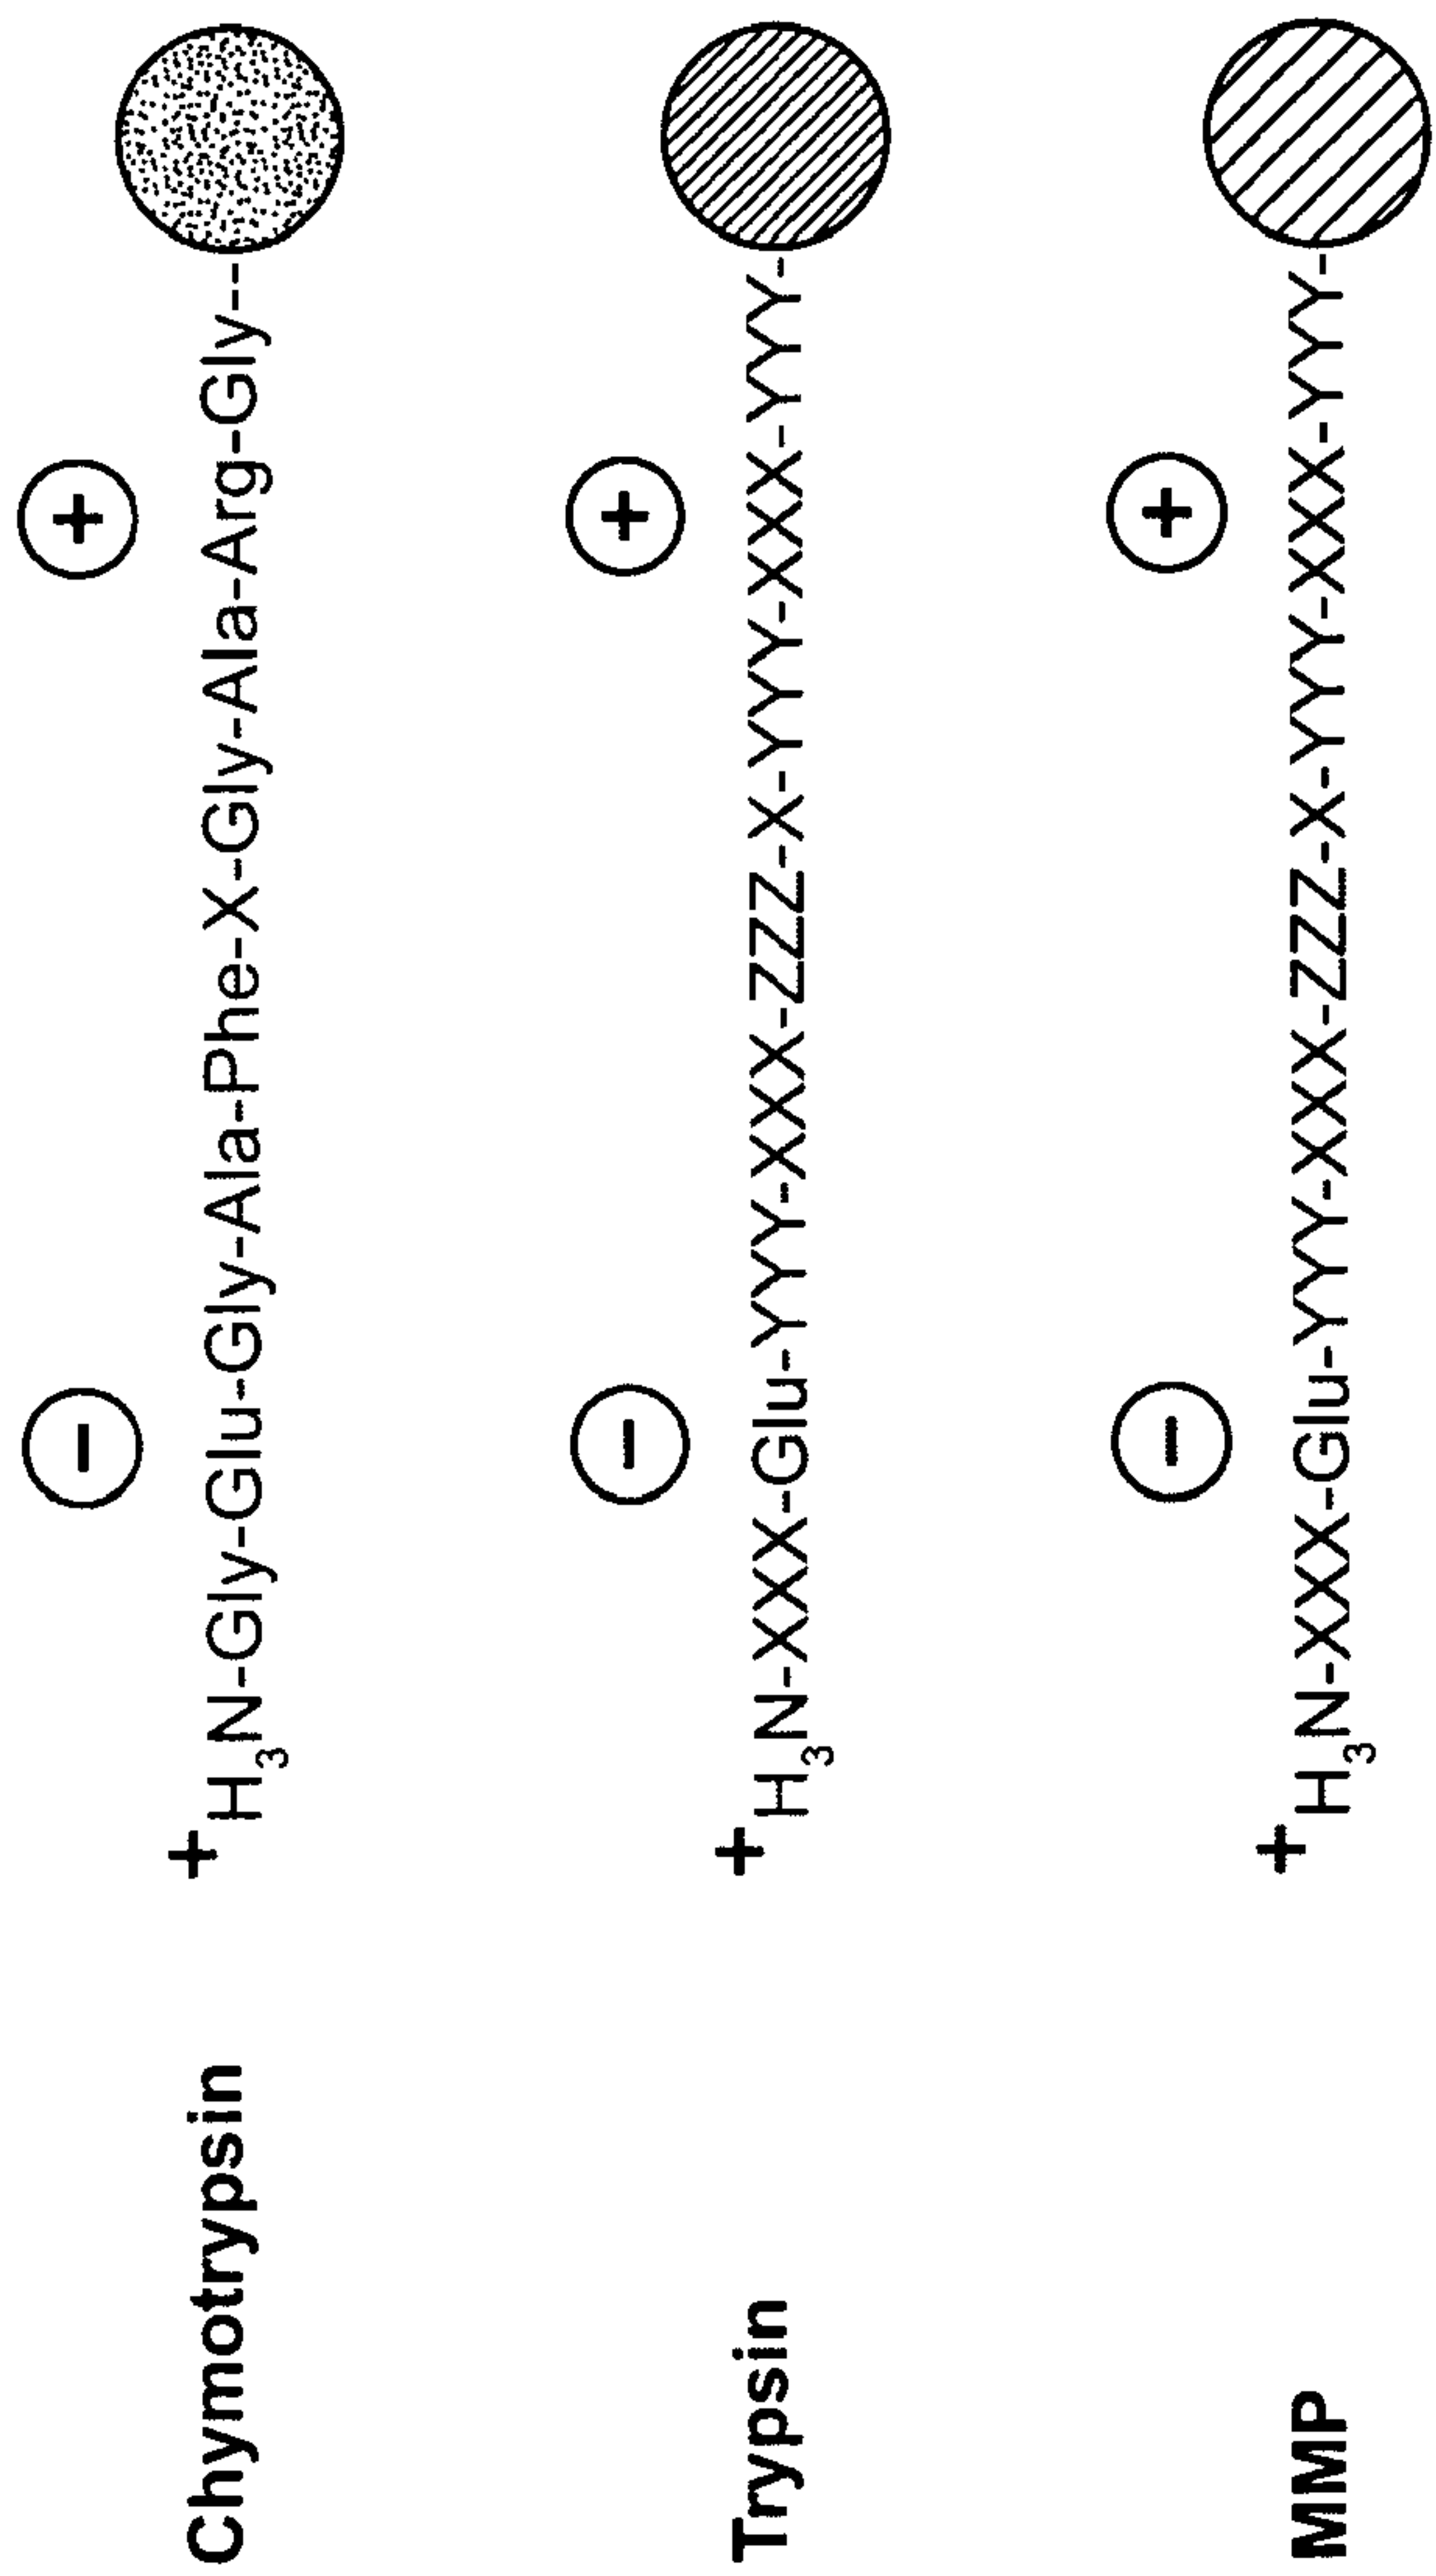 Chymotrypsin
−
+
+H3N-Gly-Glu-Gly-Ala-Phe-X-Gly-Ala-Arg-Gly--
Trypsin
−
+
+H3N-XXX-Glu-YYY-XXX-ZZZ-X-YYY-XXX-YYY-
MMP
−
+
+H3N-XXX-Glu-YYY-XXX-ZZZ-X-YYY-XXX-YYY-